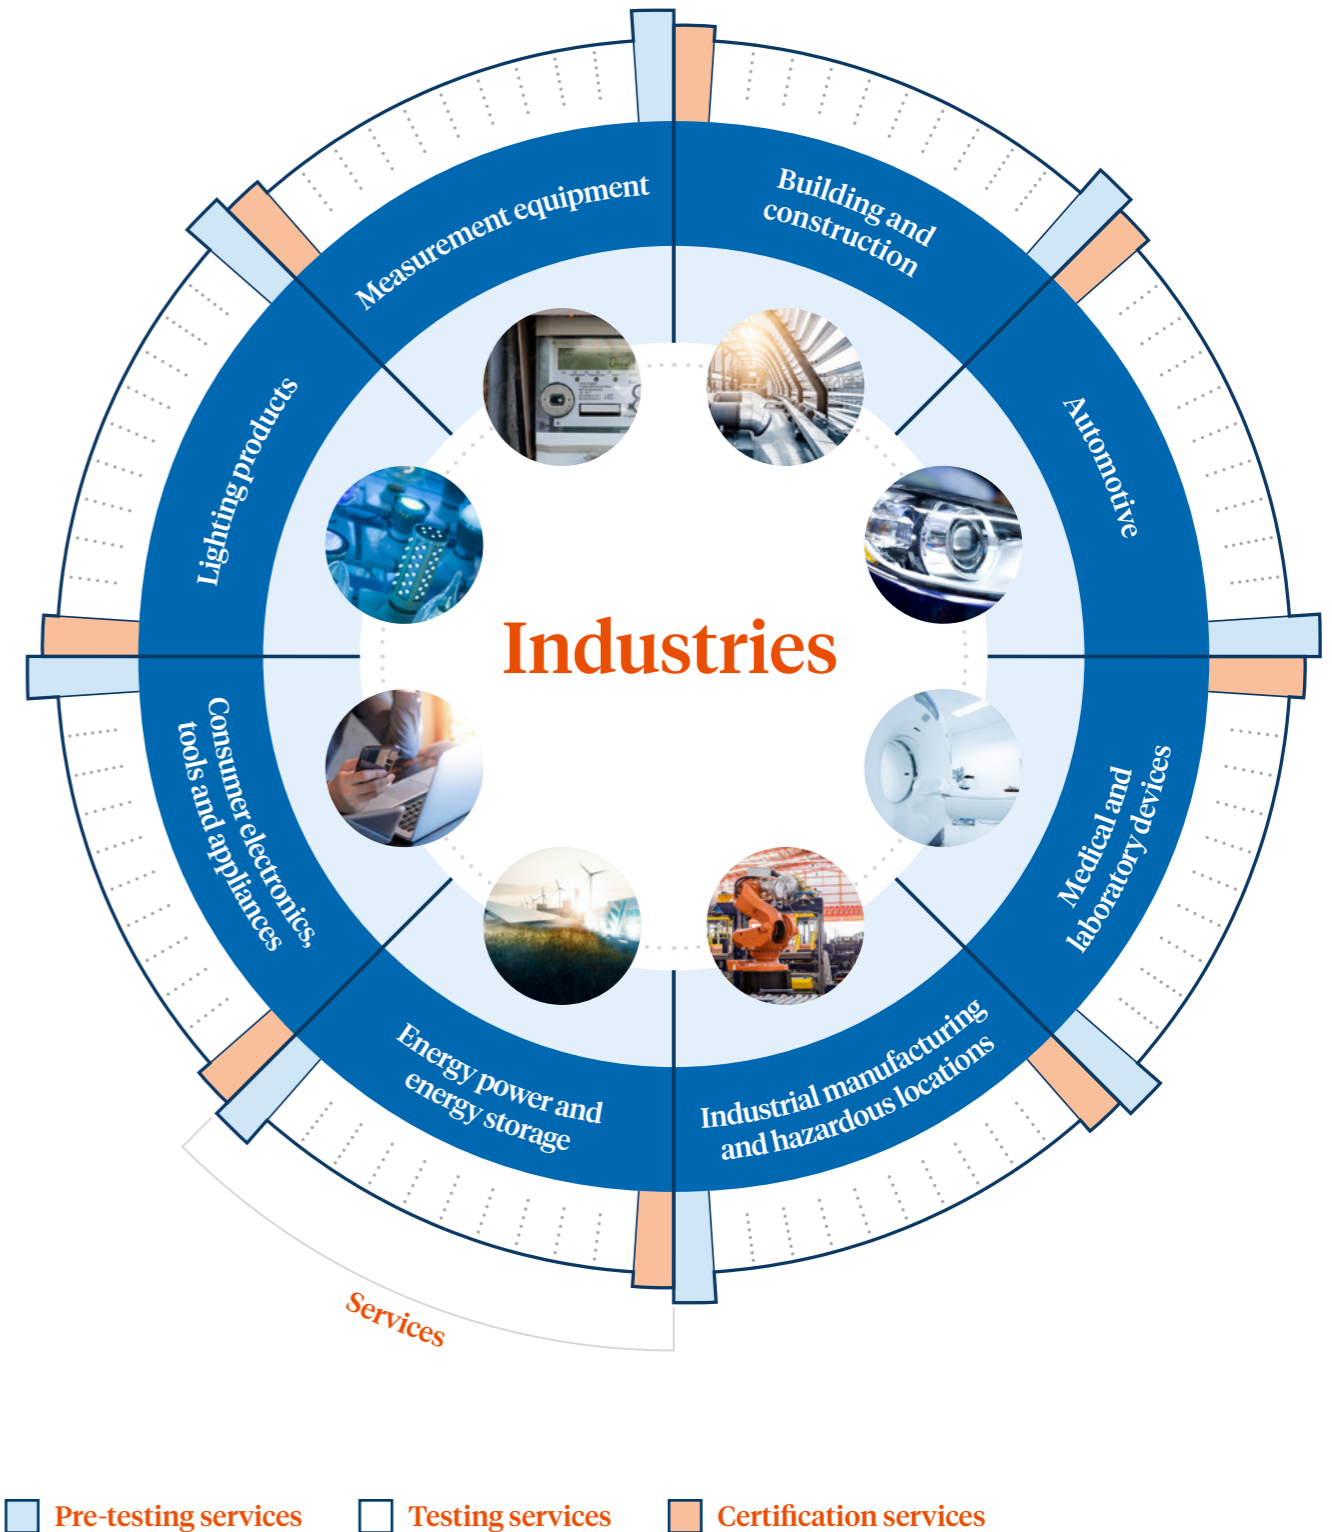 Measurement equipment
Building and
construction
Lighting products
Automotive
Industries
Consumer electronics,
tools and appliances
Medical and
laboratory devices
Energy power and
energy storage
Industrial manufacturing
and hazardous locations
Services
Pre-testing services
Testing services
Certification services